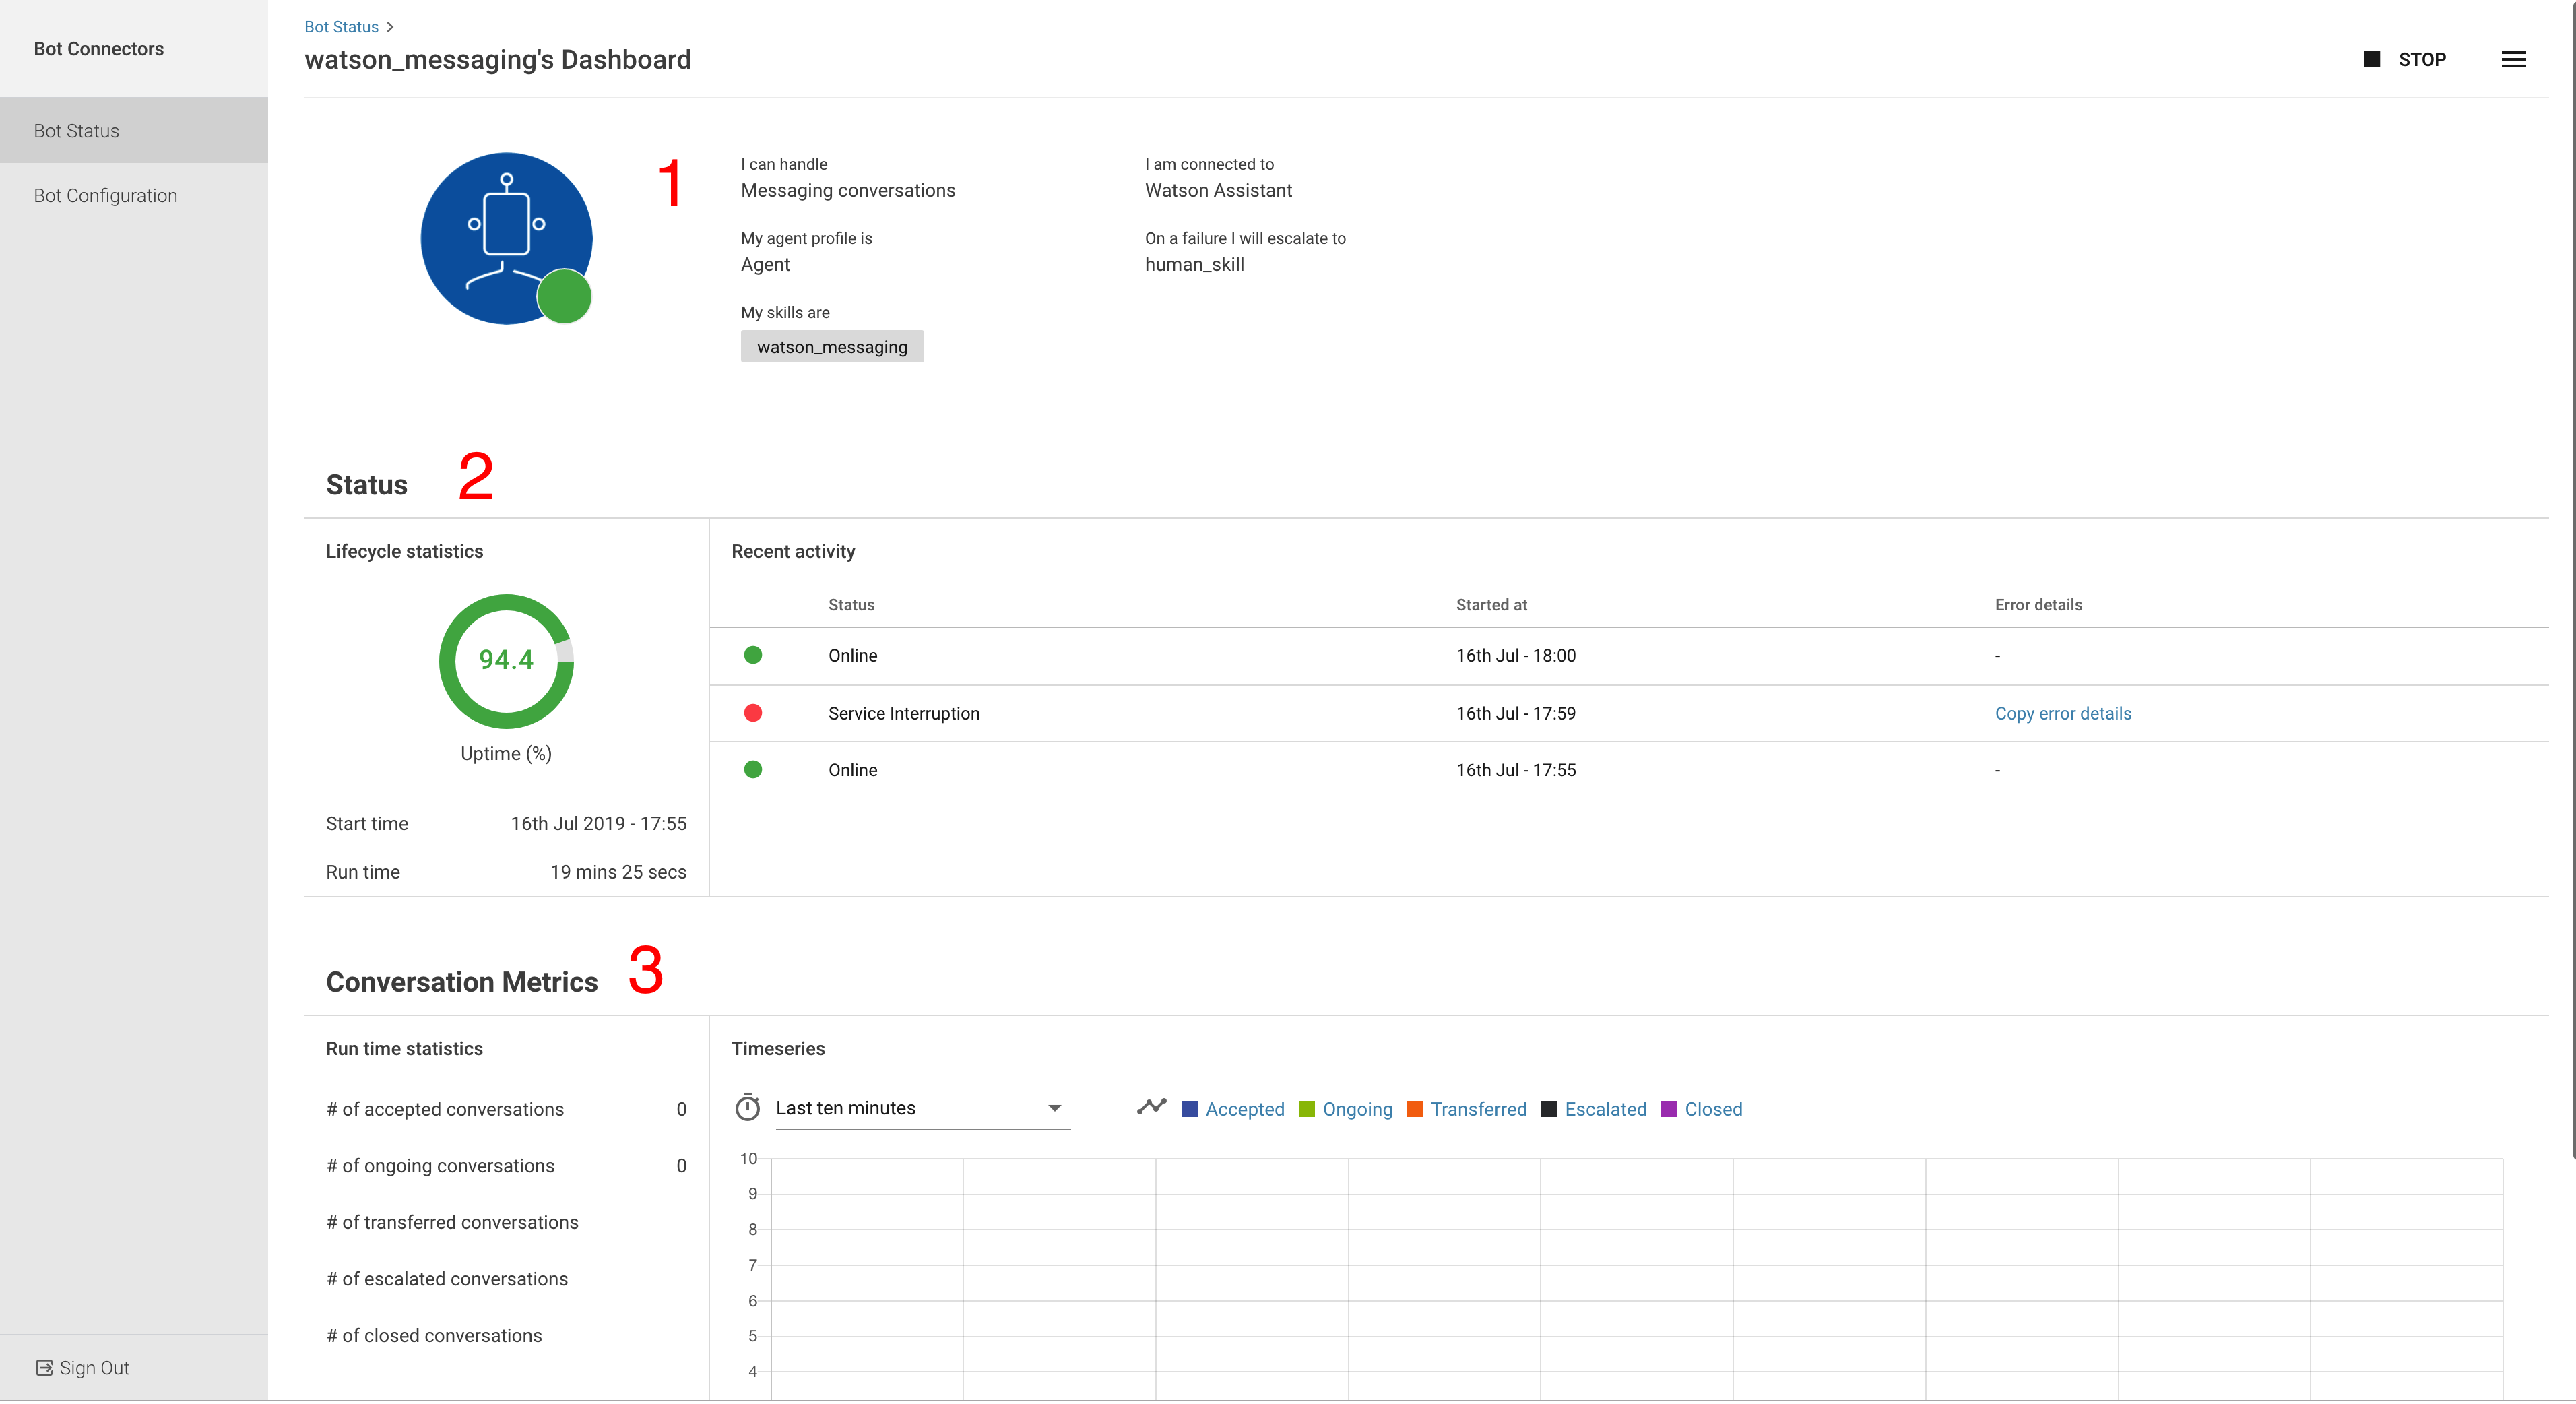 Bot Connectors
Bot Status
Bot Configuration
Sign Out
Bot Status >
watson_messaging's Dashboard
STOP
1
I can handle
Messaging conversations
My agent profile is
Agent
My skills are
watson_messaging
I am connected to
Watson Assistant
On a failure I will escalate to
human_skill
Status 2
Lifecycle statistics
94.4
Uptime (%)
Start time 16th Jul 2019 - 17:55
Run time 19 mins 25 secs
Recent activity
Status Started at Error details
Online 16th Jul - 18:00 -
Service Interruption 16th Jul - 17:59 Copy error details
Online 16th Jul - 17:55 -
Conversation Metrics 3
Run time statistics
# of accepted conversations 0
# of ongoing conversations 0
# of transferred conversations
# of escalated conversations
# of closed conversations
Timeseries
Last ten minutes
Accepted Ongoing Transferred Escalated Closed
10
9
8
7
6
5
4